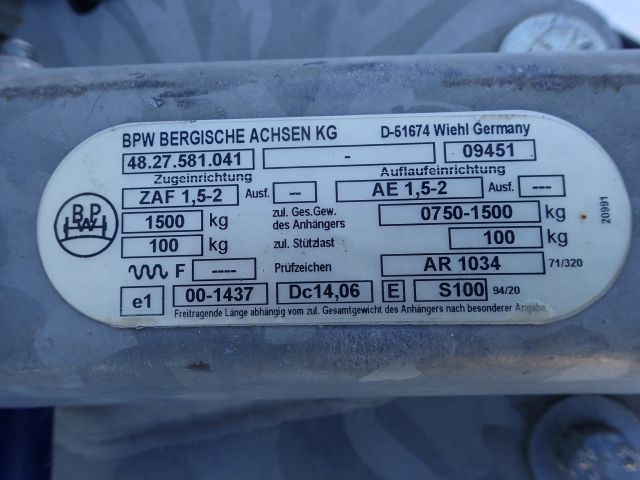 BPW BERGISCHE ACHSEN KG D-51674 Wiehl Germany
48.27.581.041 - 09451
Zugeinrichtung Auflaufeinrichtung
ZAF 1,5-2 Ausf. -- AE 1,5-2 Ausf. ---
BPW
1500 kg zul. Ges.Gew. des Anhängers 0750-1500 kg
100 kg zul. Stützlast 100 kg
20991
F ---- Prüfzeichen AR 1034 71/320
e1 00-1437 Dc14,06 E S100 94/20
Freitragende Länge abhängig vom zul. Gesamtgewicht des Anhängers nach besonderer Angabe